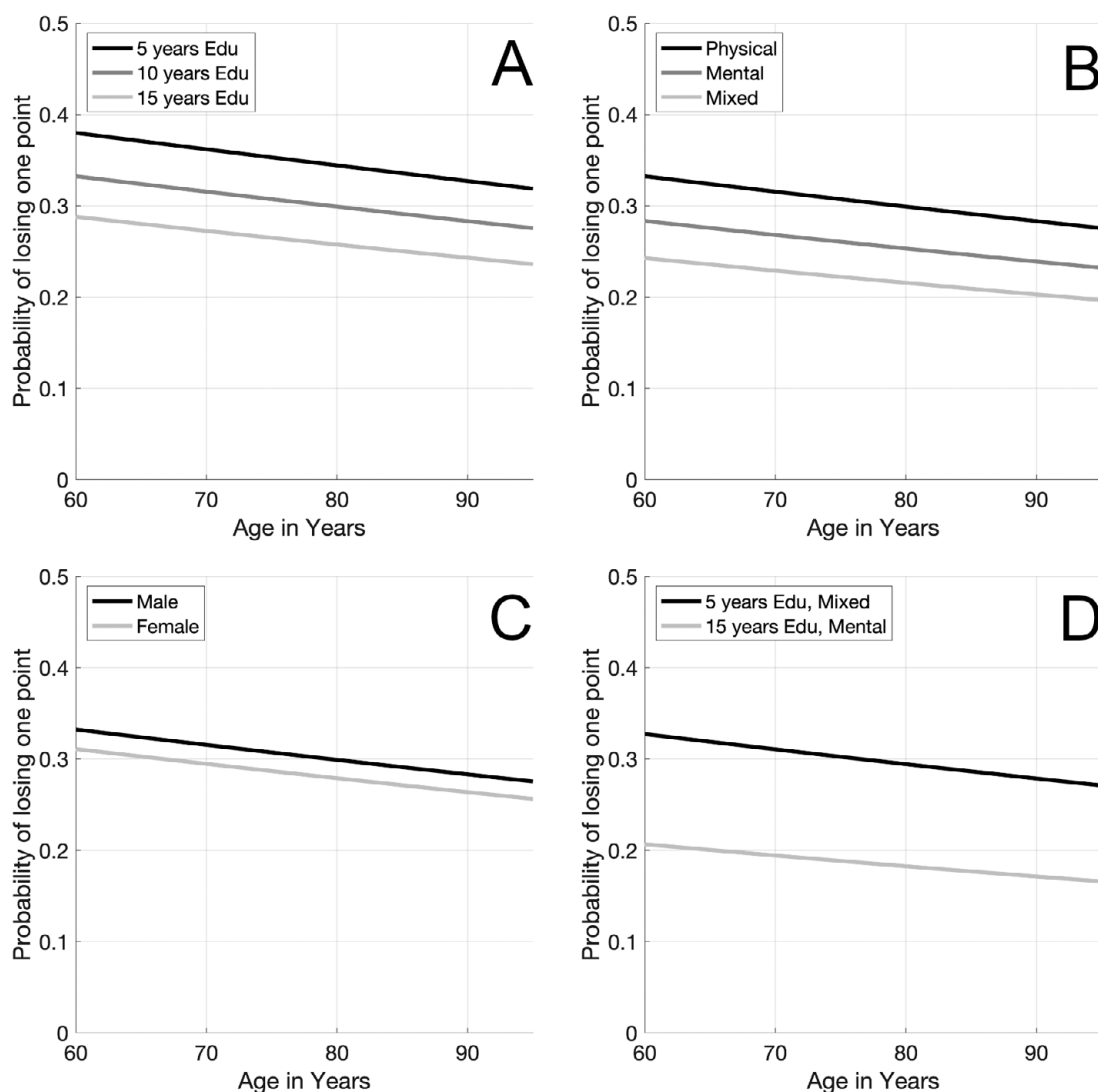 0.5
5 years Edu
10 years Edu
15 years Edu
A
0.4
0.3
0.2
0.1
0
Probability of losing one point
60 70 80 90
Age in Years
0.5
Physical
Mental
Mixed
B
0.4
0.3
0.2
0.1
0
Probability of losing one point
60 70 80 90
Age in Years
0.5
Male
Female
C
0.4
0.3
0.2
0.1
0
Probability of losing one point
60 70 80 90
Age in Years
0.5
5 years Edu, Mixed
15 years Edu, Mental
D
0.4
0.3
0.2
0.1
0
Probability of losing one point
60 70 80 90
Age in Years